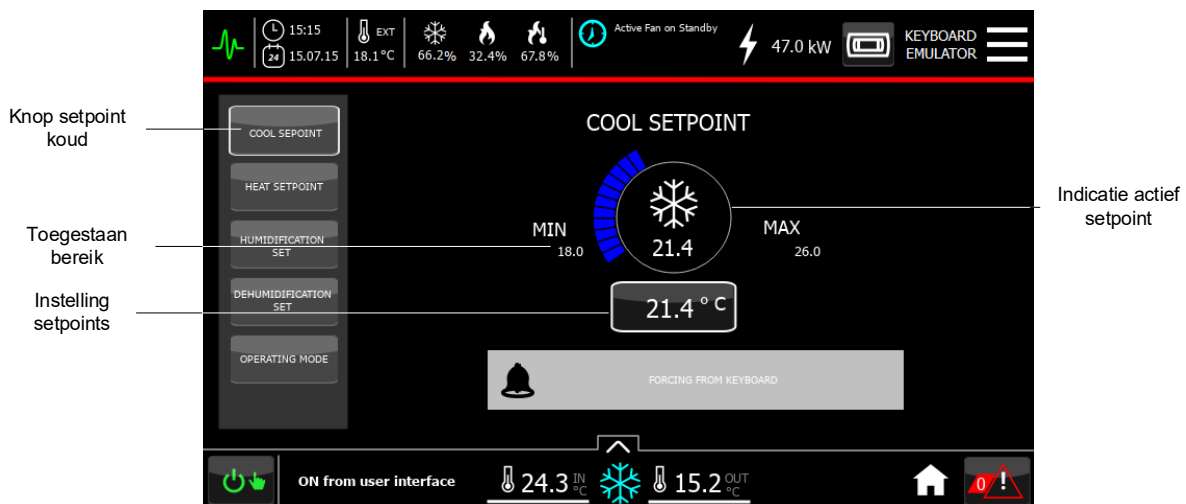 15:15
24 15.07.15
EXT
18.1°C
66.2% 32.4% 67.8%
Active Fan on Standby
47.0 kW
KEYBOARD
EMULATOR
Knop setpoint
koud
COOL SEPOINT
HEAT SETPOINT
Toegestaan
bereik
HUMIDIFICATION
SET
Instelling
setpoints
DEHUMIDIFICATION
SET
OPERATING MODE
COOL SETPOINT
MIN
18.0
21.4
MAX
26.0
Indicatie actief
setpoint
21.4 °C
FORCING FROM KEYBOARD
ON from user interface
24.3 IN °C
15.2 OUT °C
0 !